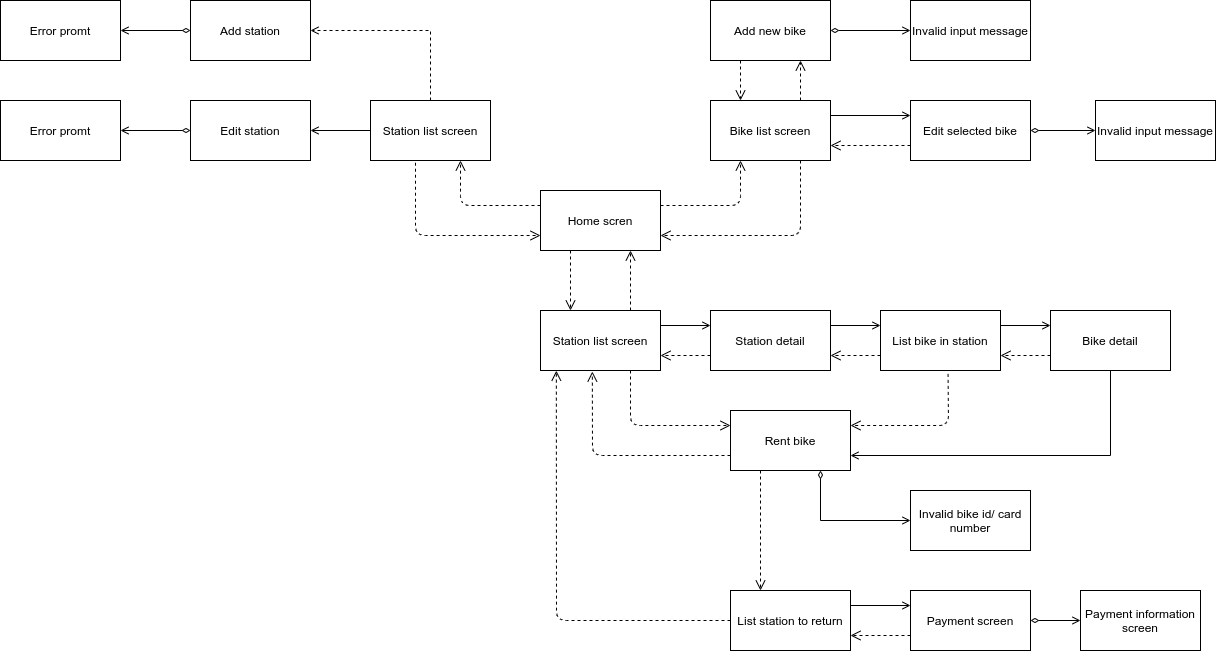 Error promt
Add station
Add new bike
Invalid input message
Error promt
Edit station
Station list screen
Bike list screen
Edit selected bike
Invalid input message
Home scren
Station list screen
Station detail
List bike in station
Bike detail
Rent bike
Invalid bike id/ card
number
List station to return
Payment screen
Payment information
screen